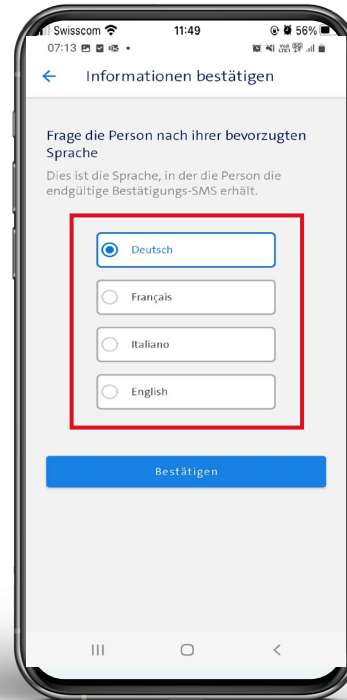 Swisscom 11:49 56%
07:13
Informationen bestätigen
Frage die Person nach ihrer bevorzugten
Sprache
Dies ist die Sprache, in der die Person die
endgültige Bestätigungs-SMS erhält.
Deutsch
Français
Italiano
English
Bestätigen